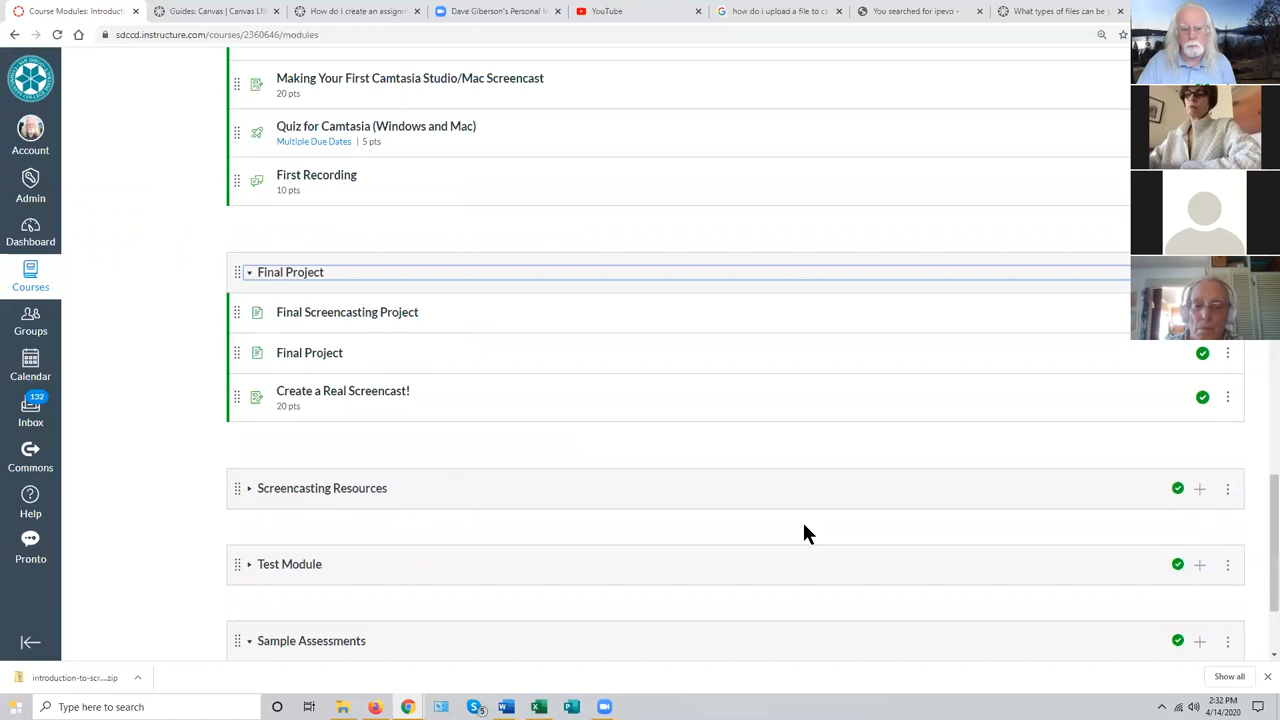 Course Modules: Introducti
Guides: Canvas | Canvas LM
How do i create an assignm
Dave Giberson's Personal M
YouTube
how do i upload a file to c
You searched for ipevo -
What types of files can be
sdccd.instructure.com/courses/2360646/modules
Account
Admin
Dashboard
Courses
Groups
Calendar
132
Inbox
Commons
Help
Pronto
Making Your First Camtasia Studio/Mac Screencast
20 pts
Quiz for Camtasia (Windows and Mac)
Multiple Due Dates | 5 pts
First Recording
10 pts
Final Project
Final Screencasting Project
Final Project
Create a Real Screencast!
20 pts
Screencasting Resources
Test Module
Sample Assessments
introduction-to-scr....zip
Show all
Type here to search
5
2:32 PM
4/14/2020